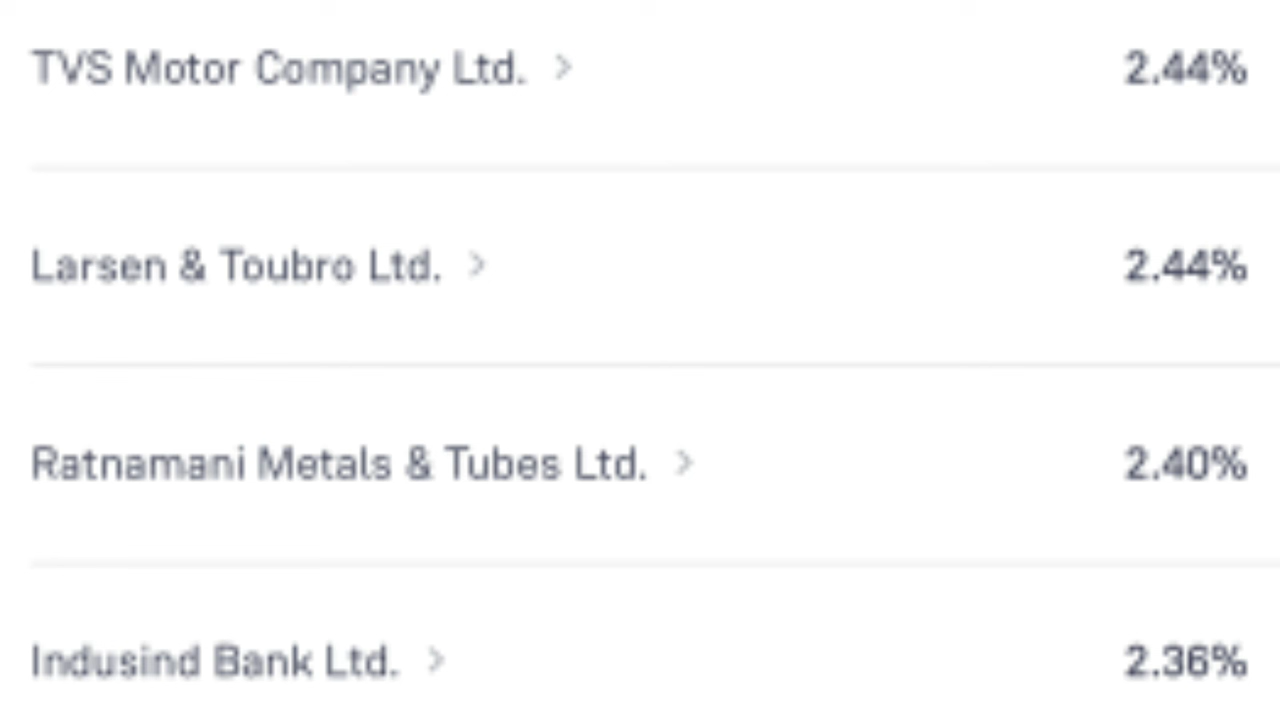 TVS Motor Company Ltd. > 2.44%
Larsen & Toubro Ltd. > 2.44%
Ratnamani Metals & Tubes Ltd. > 2.40%
Indusind Bank Ltd. > 2.36%